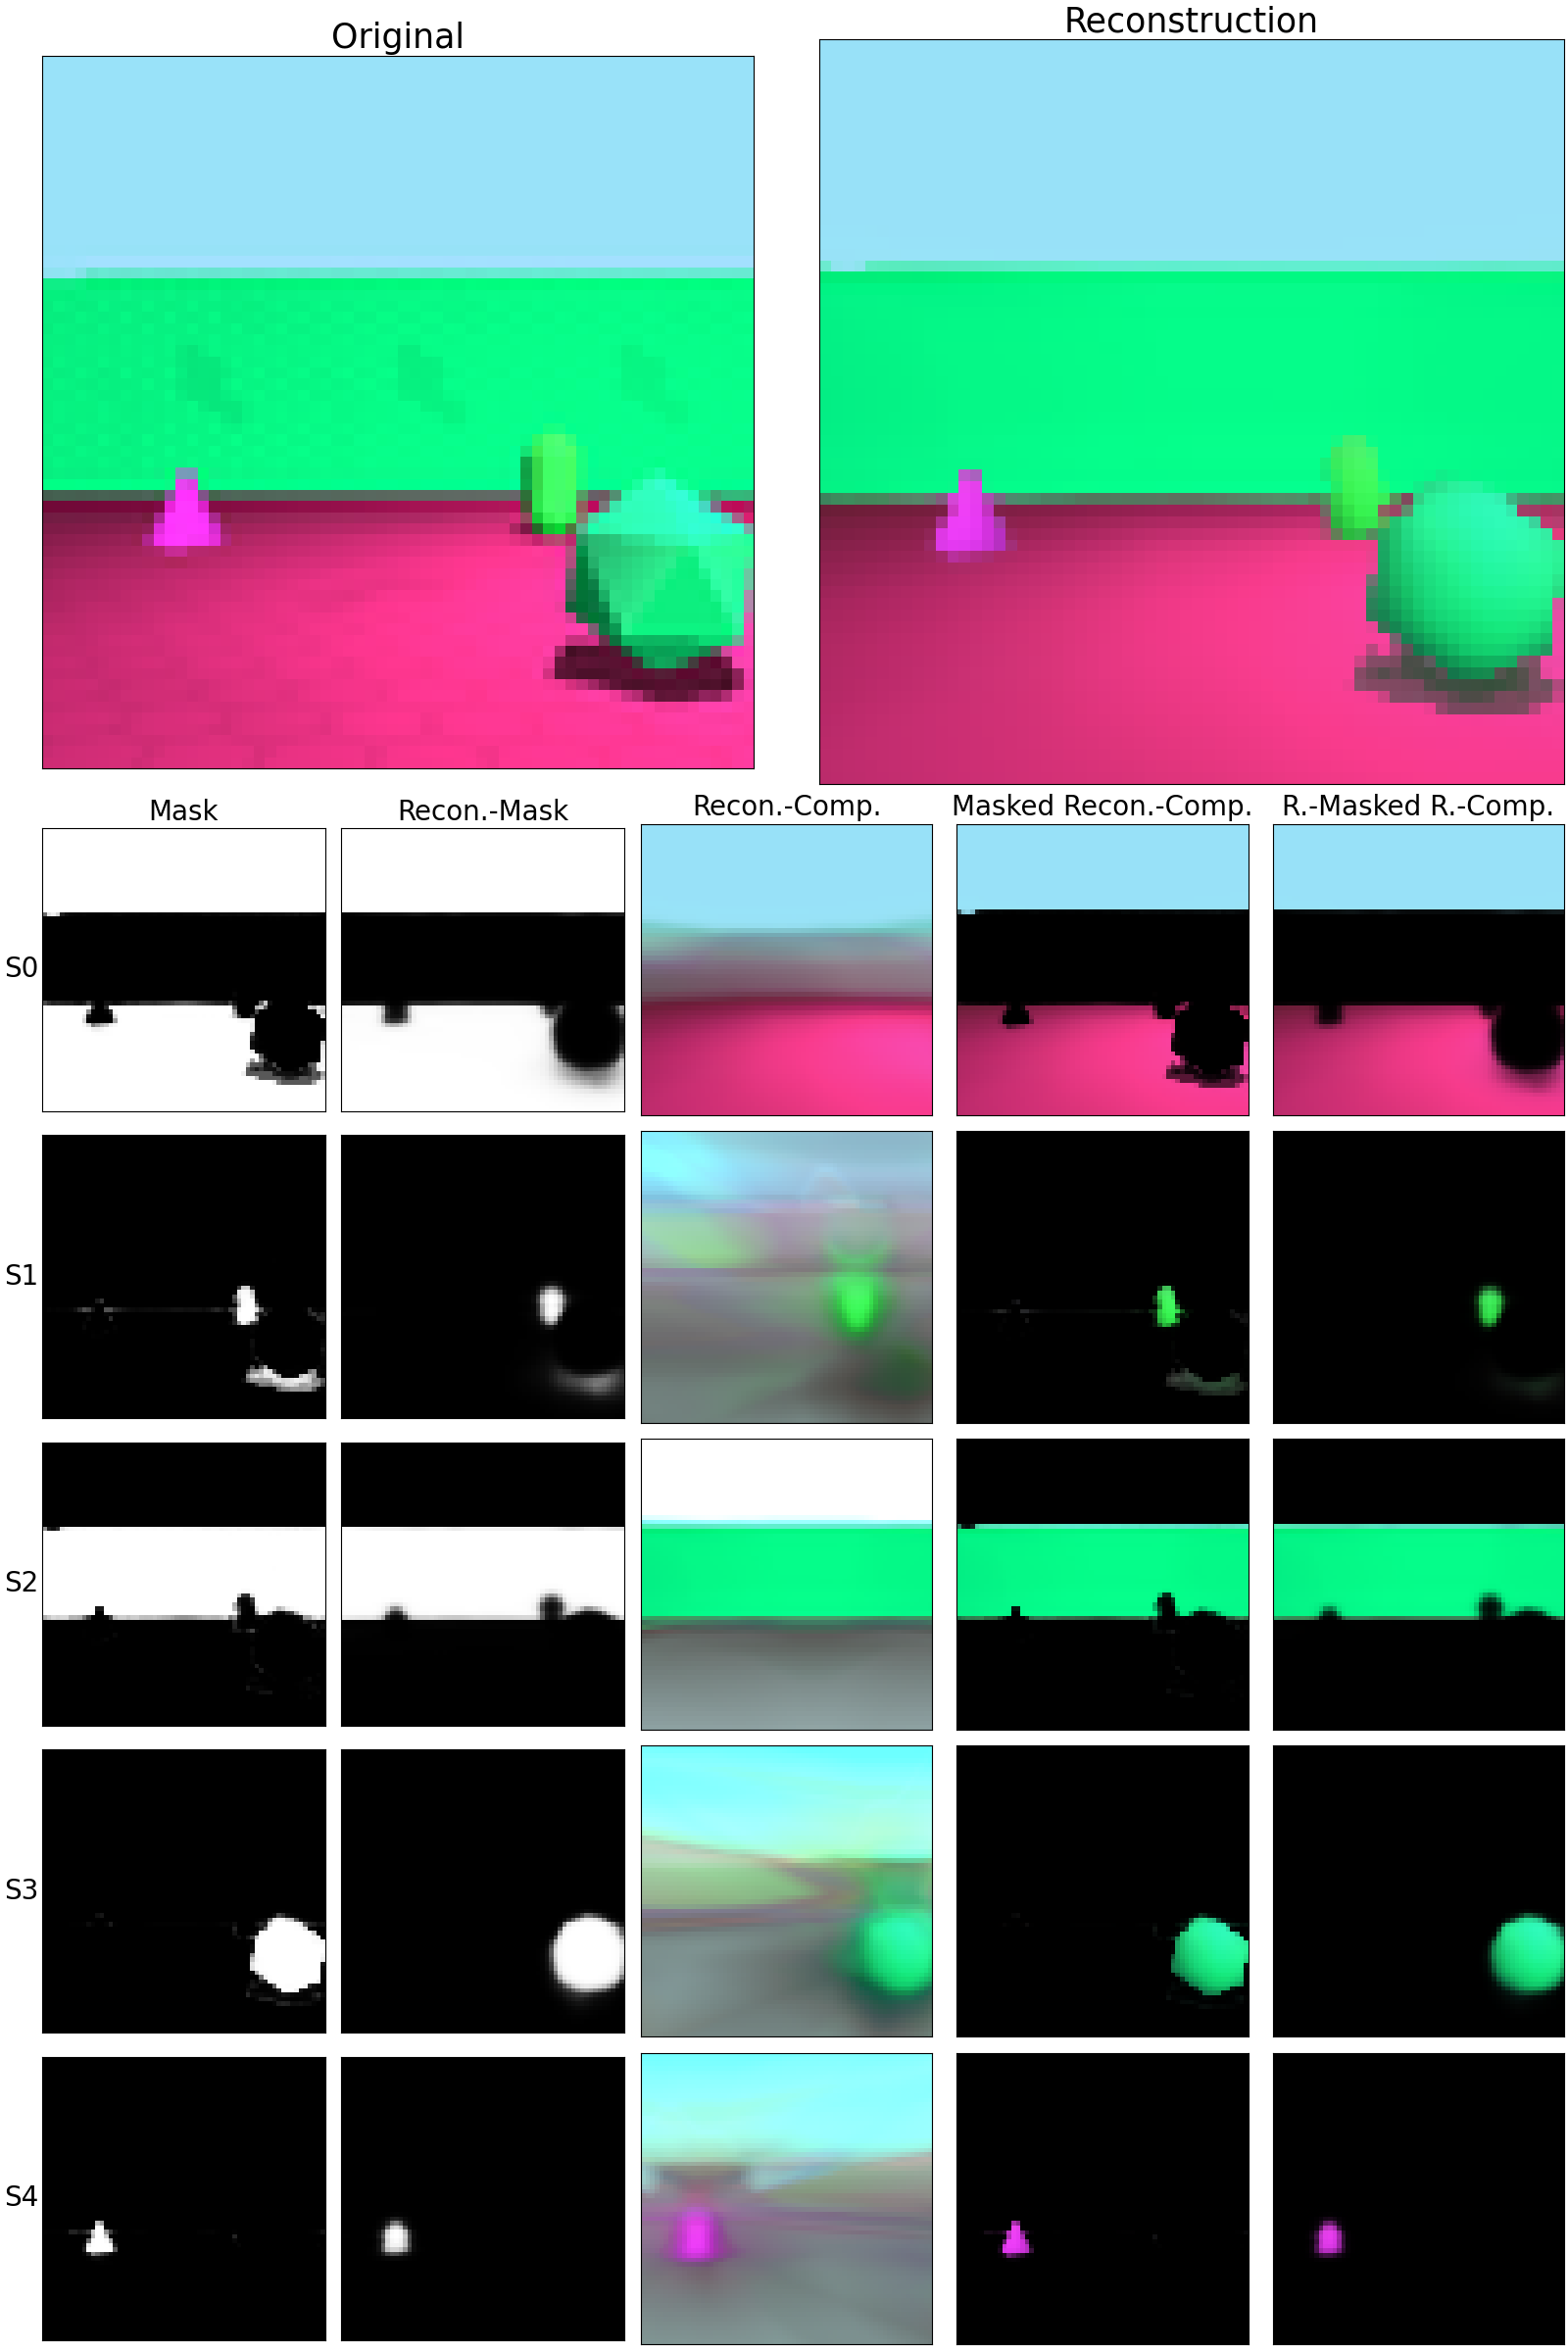 Original
Reconstruction
Mask
Recon.-Mask
Recon.-Comp.
Masked Recon.-Comp.
R.-Masked R.-Comp.
S0
S1
S2
S3
S4